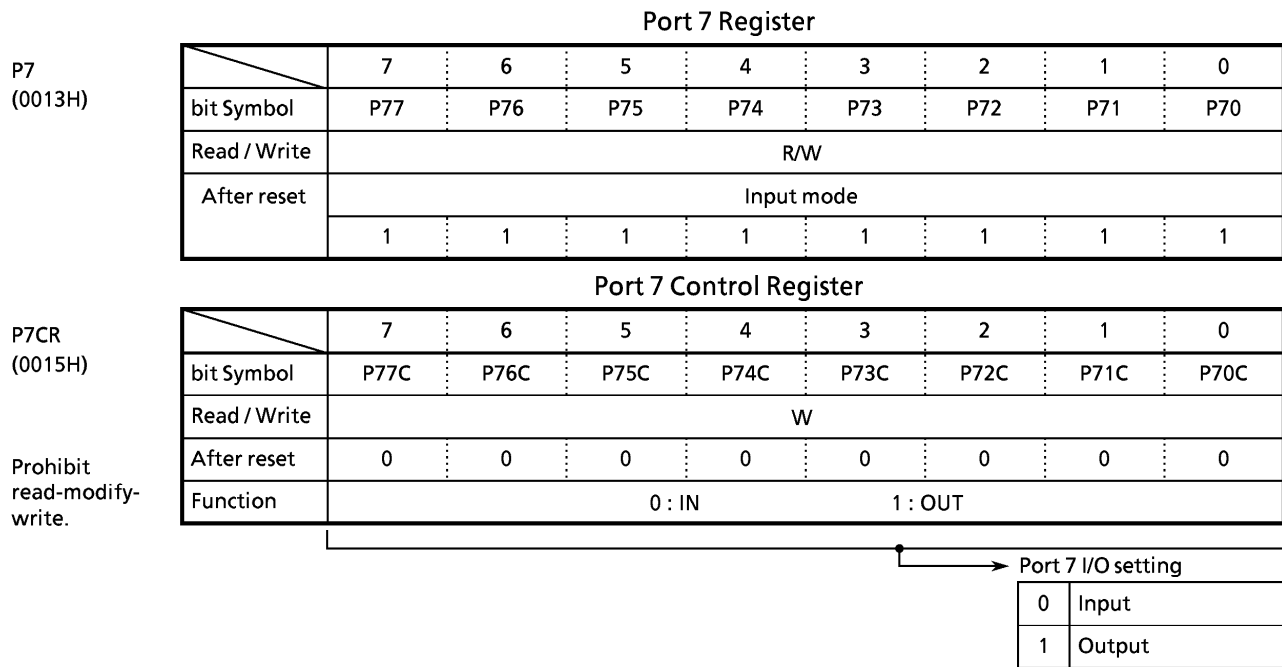 Port 7 Register
P7
(0013H)
7 6 5 4 3 2 1 0
bit Symbol P77 P76 P75 P74 P73 P72 P71 P70
Read / Write R/W
After reset Input mode
1 1 1 1 1 1 1 1
Port 7 Control Register
P7CR
(0015H)
7 6 5 4 3 2 1 0
bit Symbol P77C P76C P75C P74C P73C P72C P71C P70C
Read / Write W
After reset 0 0 0 0 0 0 0 0
Function 0 : IN 1 : OUT
Prohibit
read-modify-
write.
Port 7 I/O setting
0 Input
1 Output